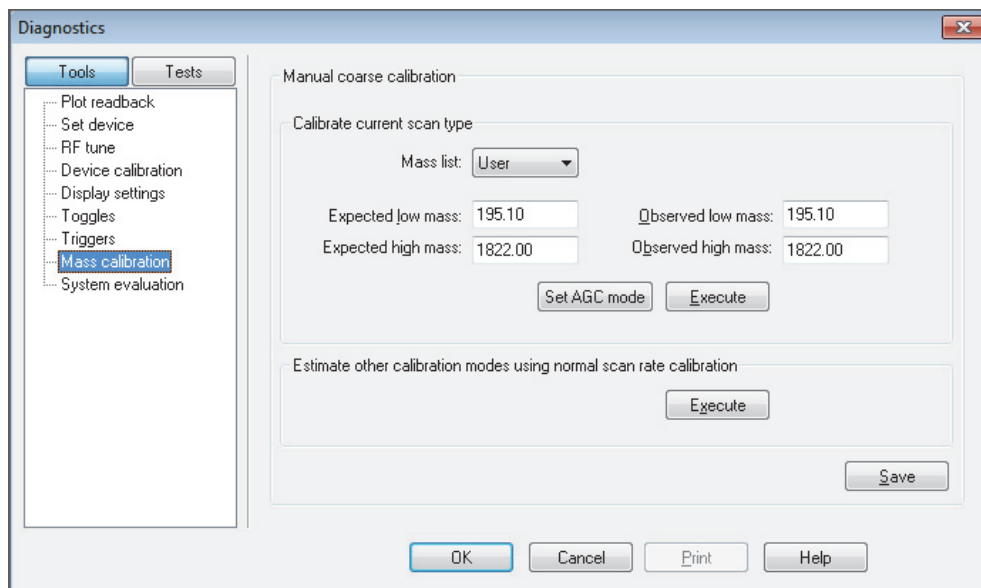 Diagnostics
Tools Tests
Plot readback
Set device
RF tune
Device calibration
Display settings
Toggles
Triggers
Mass calibration
System evaluation
Manual coarse calibration
Calibrate current scan type
Mass list: User
Expected low mass: 195.10 Observed low mass: 195.10
Expected high mass: 1822.00 Observed high mass: 1822.00
Set AGC mode Execute
Estimate other calibration modes using normal scan rate calibration
Execute
Save
OK Cancel Print Help